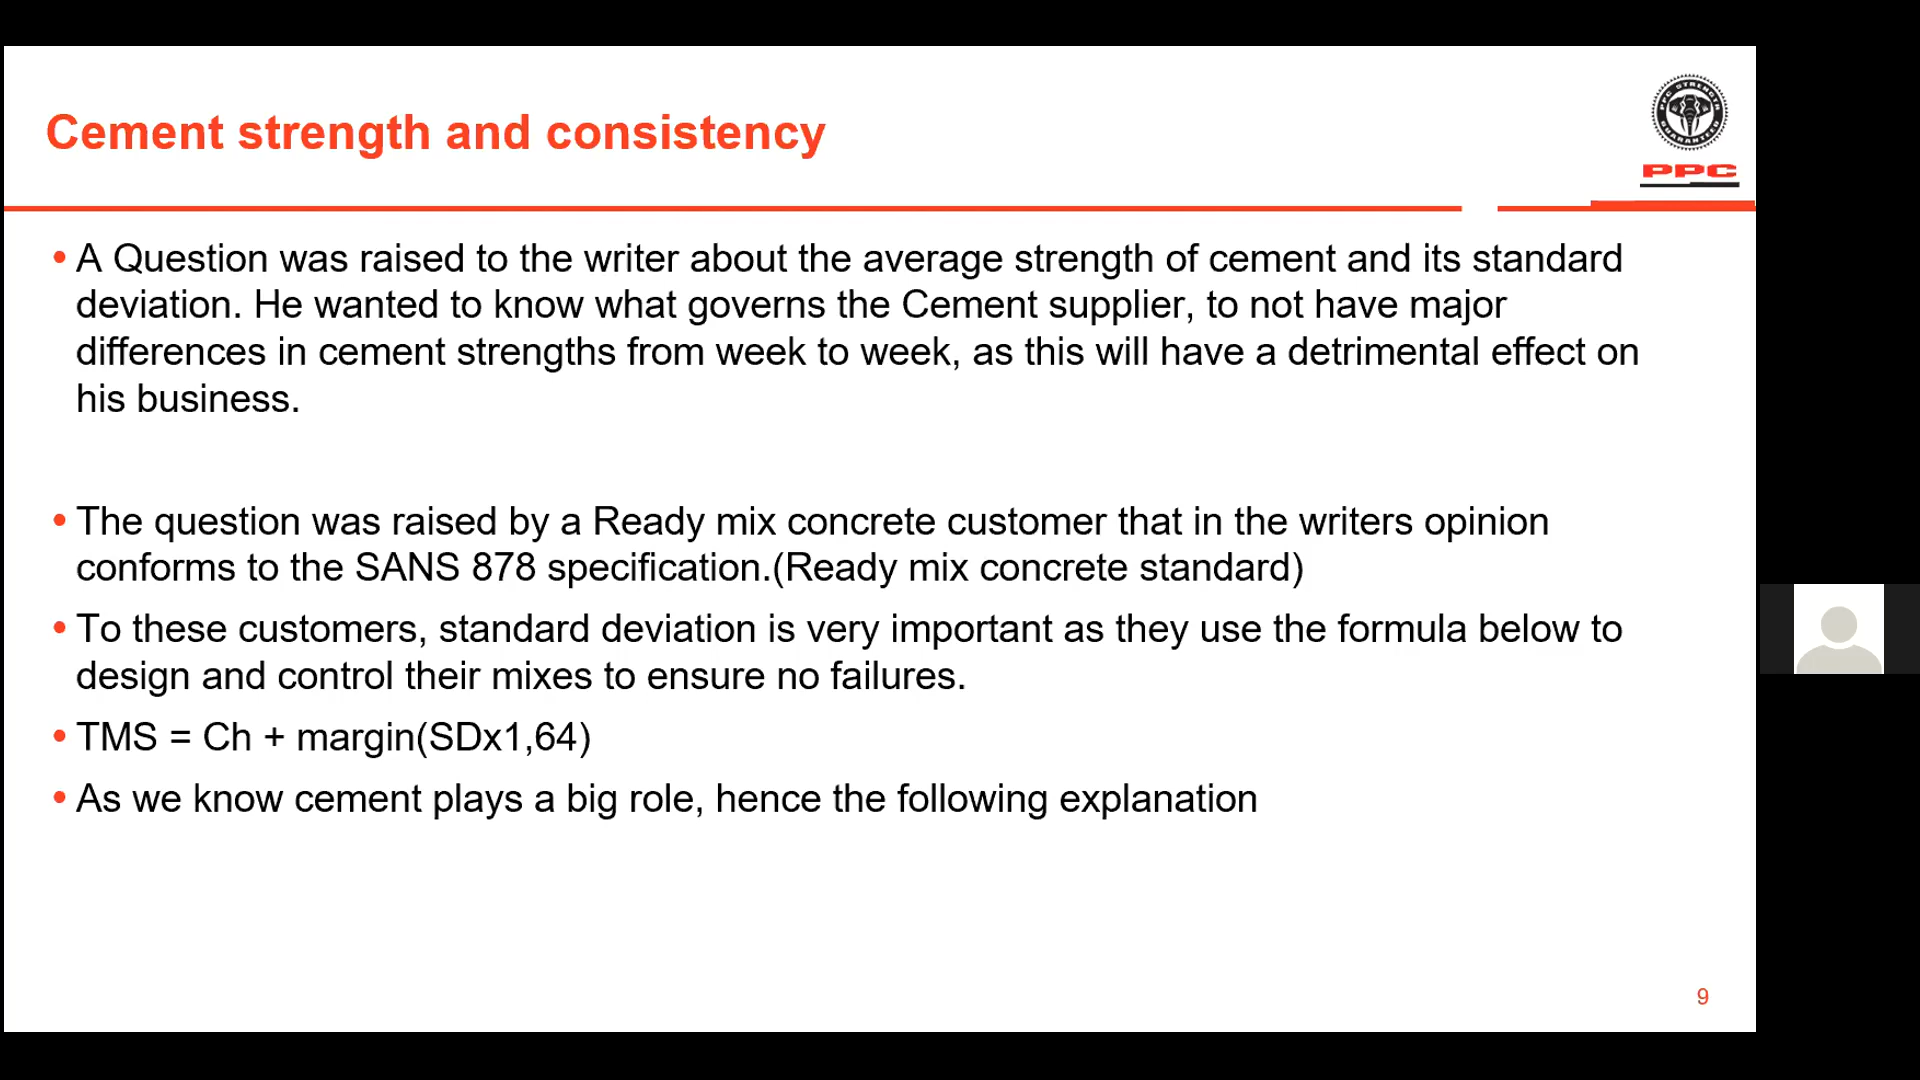 Cement strength and consistency
PPC STRENGTH
GUARANTEED
PPC
• A Question was raised to the writer about the average strength of cement and its standard
deviation. He wanted to know what governs the Cement supplier, to not have major
differences in cement strengths from week to week, as this will have a detrimental effect on
his business.
• The question was raised by a Ready mix concrete customer that in the writers opinion
conforms to the SANS 878 specification.(Ready mix concrete standard)
• To these customers, standard deviation is very important as they use the formula below to
design and control their mixes to ensure no failures.
• TMS = Ch + margin(SDx1,64)
• As we know cement plays a big role, hence the following explanation
9